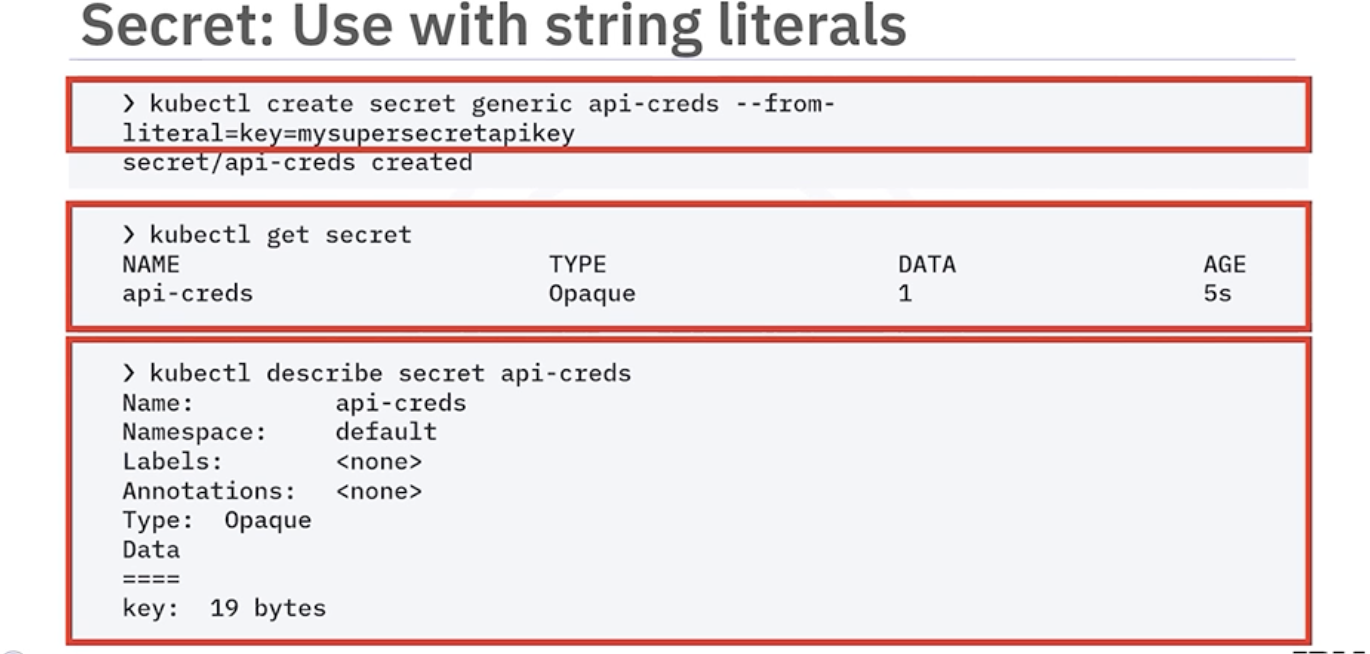 Secret: Use with string literals
❯ kubectl create secret generic api-creds --from-
literal=key=mysupersecretapikey
secret/api-creds created
❯ kubectl get secret
NAME TYPE DATA AGE
api-creds Opaque 1 5s
❯ kubectl describe secret api-creds
Name: api-creds
Namespace: default
Labels: <none>
Annotations: <none>
Type: Opaque
Data
====
key: 19 bytes